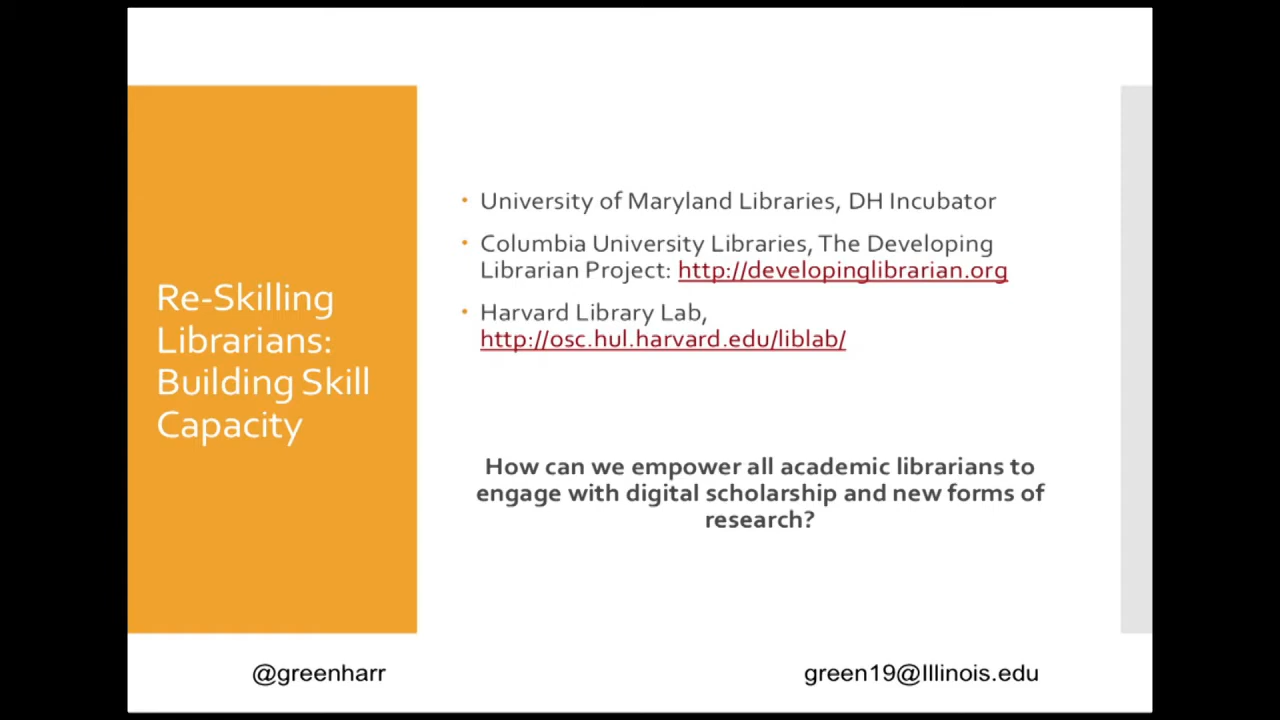 Re-Skilling
Librarians:
Building Skill
Capacity
• University of Maryland Libraries, DH Incubator
• Columbia University Libraries, The Developing
Librarian Project: http://developinglibrarian.org
• Harvard Library Lab,
http://osc.hul.harvard.edu/liblab/
How can we empower all academic librarians to
engage with digital scholarship and new forms of
research?
@greenharr
green19@Illinois.edu